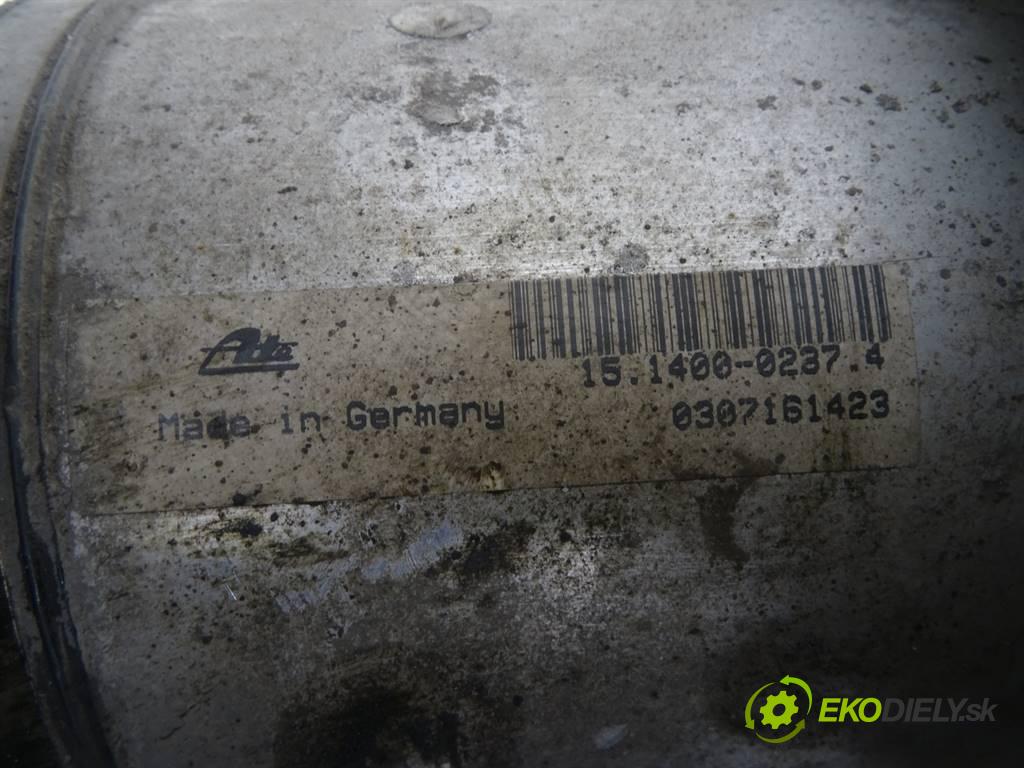 Ate
15.1400-0237.4
Made in Germany
0307161423
EKODIELY.sk